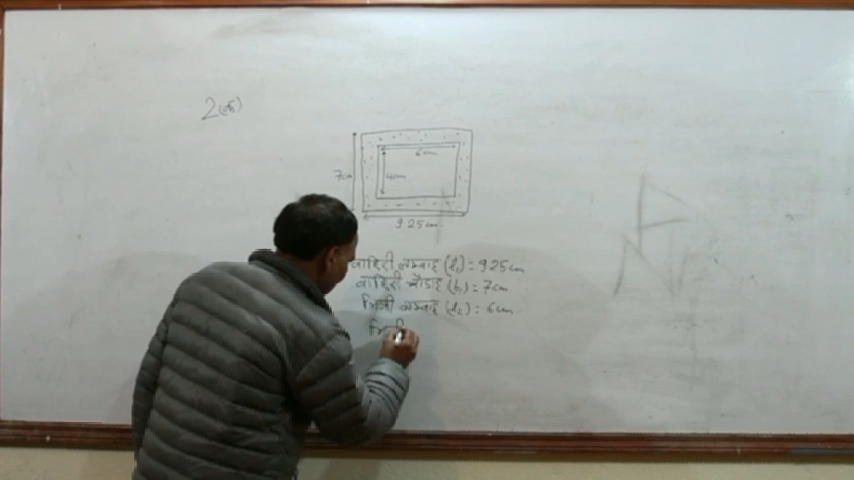 2(क)
6cm
7cm
4cm
9.25cm
बाहिरी लम्बाइ (l₁) = 9.25cm
बाहिरी चौडाइ (b₁) = 7cm
भित्री लम्बाइ (l₂) = 6cm
भित्री